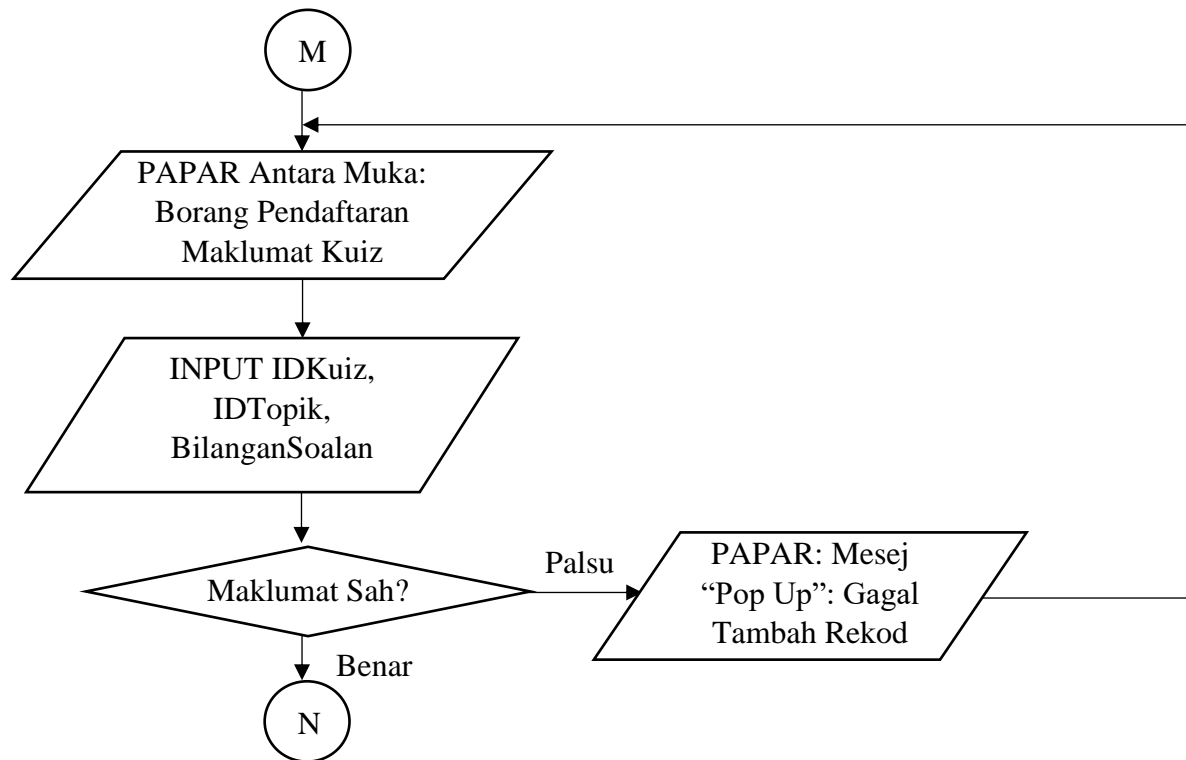 M
PAPAR Antara Muka:
Borang Pendaftaran
Maklumat Kuiz
INPUT IDKuiz,
IDTopik,
BilanganSoalan
Maklumat Sah?
Palsu
PAPAR: Mesej
“Pop Up”: Gagal
Tambah Rekod
Benar
N